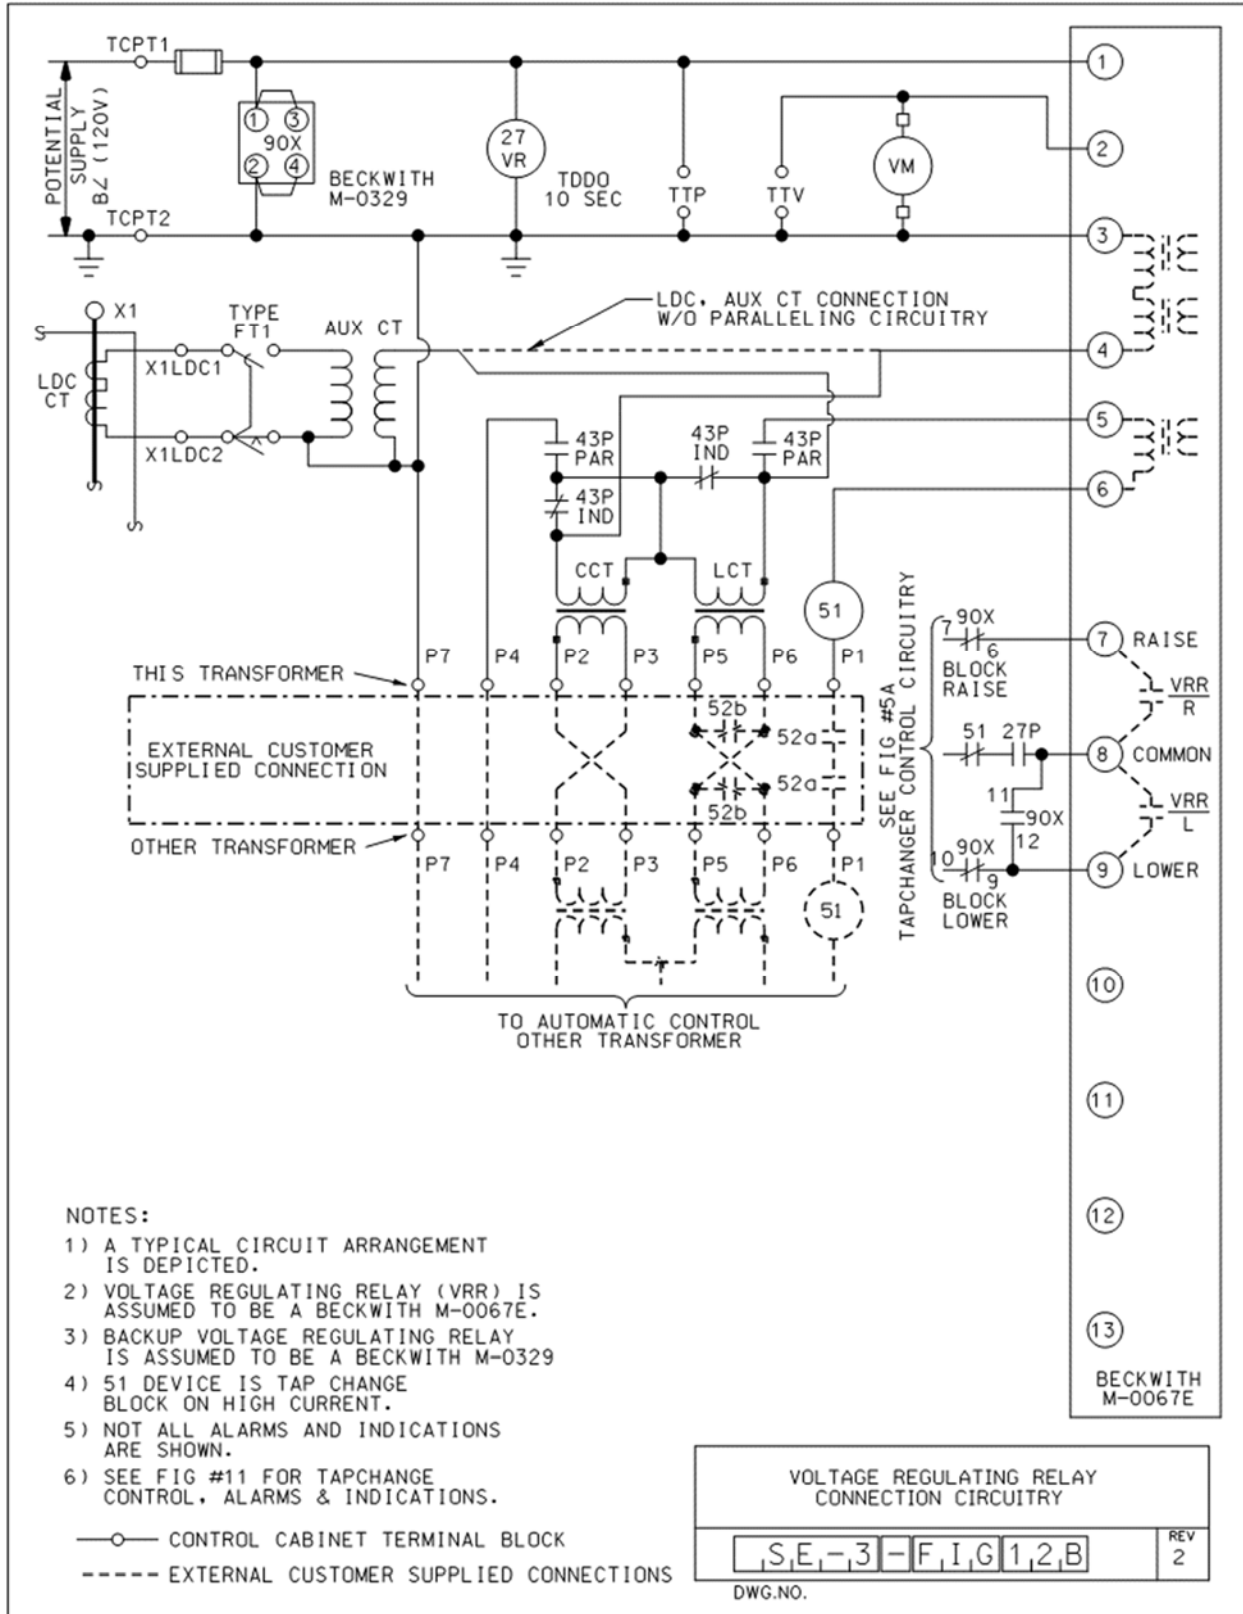 TCPT1
POTENTIAL
SUPPLY
B∠ (120V)
1
3
90X
2
4
BECKWITH
M-0329
27
VR
TDDO
10 SEC
TTP
TTV
VM
1
2
TCPT2
3
X1
TYPE
FT1
AUX CT
LDC, AUX CT CONNECTION
W/O PARALLELING CIRCUITRY
4
S
LDC
CT
X1LDC1
X1LDC2
S
S
43P
PAR
43P
IND
43P
PAR
43P
IND
5
6
CCT
LCT
51
SEE FIG #5A
TAPCHANGER CONTROL CIRCUITRY
7
90X
6
BLOCK
RAISE
7
RAISE
VRR
R
THIS TRANSFORMER
P7
P4
P2
P3
P5
P6
P1
EXTERNAL CUSTOMER
SUPPLIED CONNECTION
52b
52a
52a
52b
51
27P
8
COMMON
11
90X
12
VRR
L
OTHER TRANSFORMER
P7
P4
P2
P3
P5
P6
P1
10
90X
9
BLOCK
LOWER
9
LOWER
51
TO AUTOMATIC CONTROL
OTHER TRANSFORMER
10
11
12
13
BECKWITH
M-0067E
NOTES:
1) A TYPICAL CIRCUIT ARRANGEMENT
IS DEPICTED.
2) VOLTAGE REGULATING RELAY (VRR) IS
ASSUMED TO BE A BECKWITH M-0067E.
3) BACKUP VOLTAGE REGULATING RELAY
IS ASSUMED TO BE A BECKWITH M-0329
4) 51 DEVICE IS TAP CHANGE
BLOCK ON HIGH CURRENT.
5) NOT ALL ALARMS AND INDICATIONS
ARE SHOWN.
6) SEE FIG #11 FOR TAPCHANGE
CONTROL, ALARMS & INDICATIONS.
CONTROL CABINET TERMINAL BLOCK
EXTERNAL CUSTOMER SUPPLIED CONNECTIONS
VOLTAGE REGULATING RELAY
CONNECTION CIRCUITRY
SE-3-FIG12B
REV
2
DWG.NO.